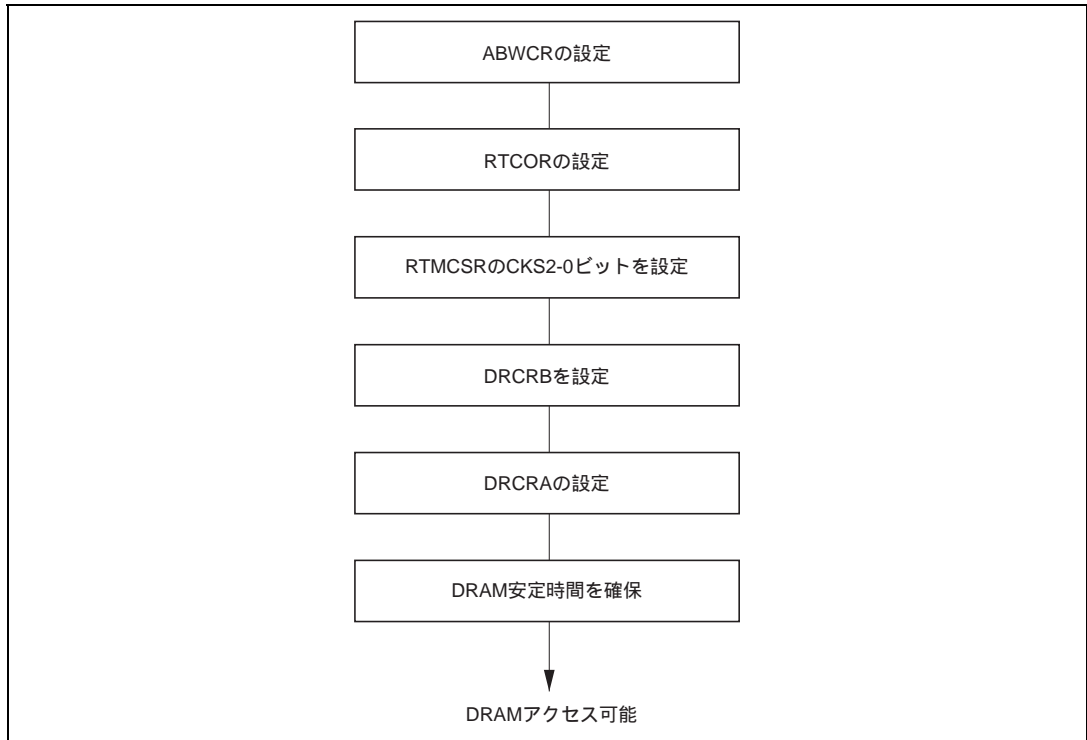 ABWCRの設定
RTCORの設定
RTMCSRのCKS2-0ビットを設定
DRCRBを設定
DRCRAの設定
DRAM安定時間を確保
DRAMアクセス可能